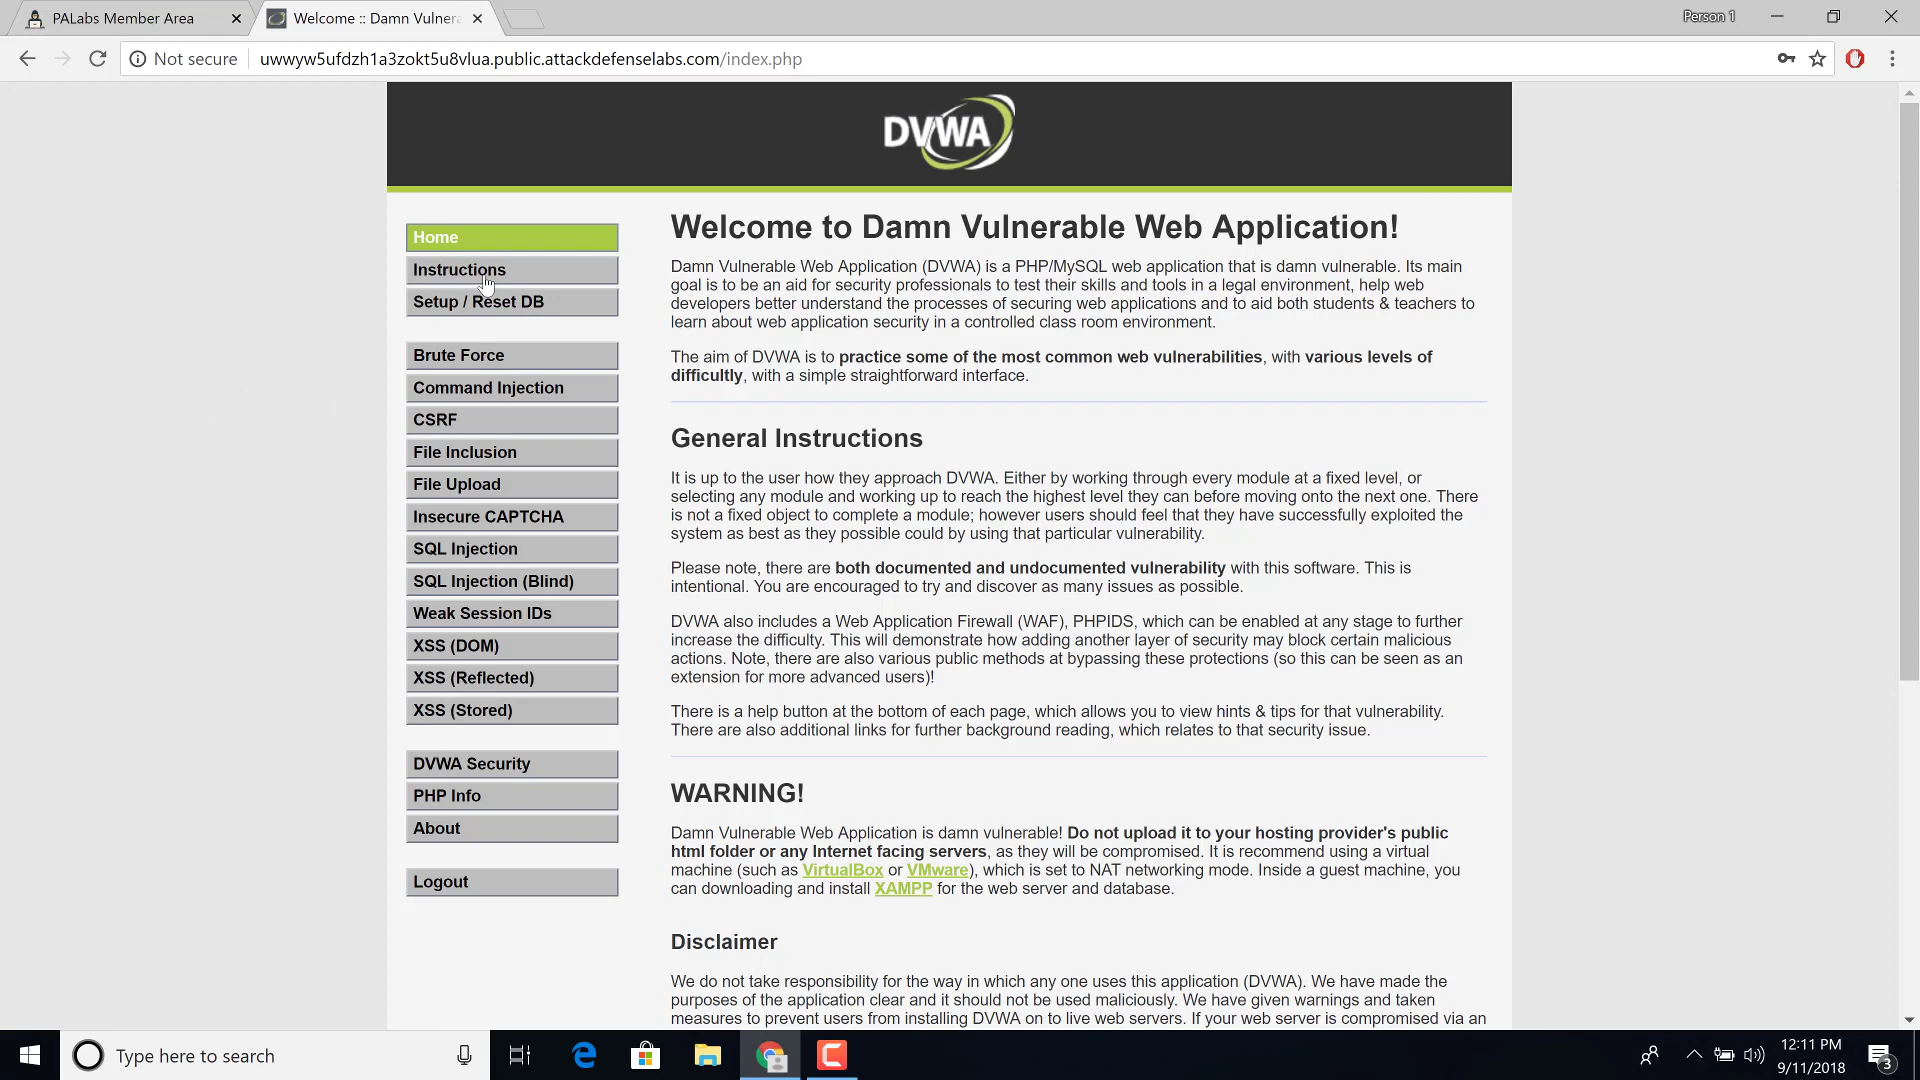 PALabs Member Area
Welcome :: Damn Vulnera
Person 1
Not secure
uwwyw5ufdzh1a3zokt5u8vlua.public.attackdefenselabs.com/index.php
DVWA
Home
Instructions
Setup / Reset DB
Brute Force
Command Injection
CSRF
File Inclusion
File Upload
Insecure CAPTCHA
SQL Injection
SQL Injection (Blind)
Weak Session IDs
XSS (DOM)
XSS (Reflected)
XSS (Stored)
DVWA Security
PHP Info
About
Logout
Welcome to Damn Vulnerable Web Application!
Damn Vulnerable Web Application (DVWA) is a PHP/MySQL web application that is damn vulnerable. Its main
goal is to be an aid for security professionals to test their skills and tools in a legal environment, help web
developers better understand the processes of securing web applications and to aid both students & teachers to
learn about web application security in a controlled class room environment.
The aim of DVWA is to practice some of the most common web vulnerabilities, with various levels of
difficultly, with a simple straightforward interface.
General Instructions
It is up to the user how they approach DVWA. Either by working through every module at a fixed level, or
selecting any module and working up to reach the highest level they can before moving onto the next one. There
is not a fixed object to complete a module; however users should feel that they have successfully exploited the
system as best as they possible could by using that particular vulnerability.
Please note, there are both documented and undocumented vulnerability with this software. This is
intentional. You are encouraged to try and discover as many issues as possible.
DVWA also includes a Web Application Firewall (WAF), PHPIDS, which can be enabled at any stage to further
increase the difficulty. This will demonstrate how adding another layer of security may block certain malicious
actions. Note, there are also various public methods at bypassing these protections (so this can be seen as an
extension for more advanced users)!
There is a help button at the bottom of each page, which allows you to view hints & tips for that vulnerability.
There are also additional links for further background reading, which relates to that security issue.
WARNING!
Damn Vulnerable Web Application is damn vulnerable! Do not upload it to your hosting provider's public
html folder or any Internet facing servers, as they will be compromised. It is recommend using a virtual
machine (such as VirtualBox or VMware), which is set to NAT networking mode. Inside a guest machine, you
can downloading and install XAMPP for the web server and database.
Disclaimer
We do not take responsibility for the way in which any one uses this application (DVWA). We have made the
purposes of the application clear and it should not be used maliciously. We have given warnings and taken
measures to prevent users from installing DVWA on to live web servers. If your web server is compromised via an
Type here to search
12:11 PM
9/11/2018
3